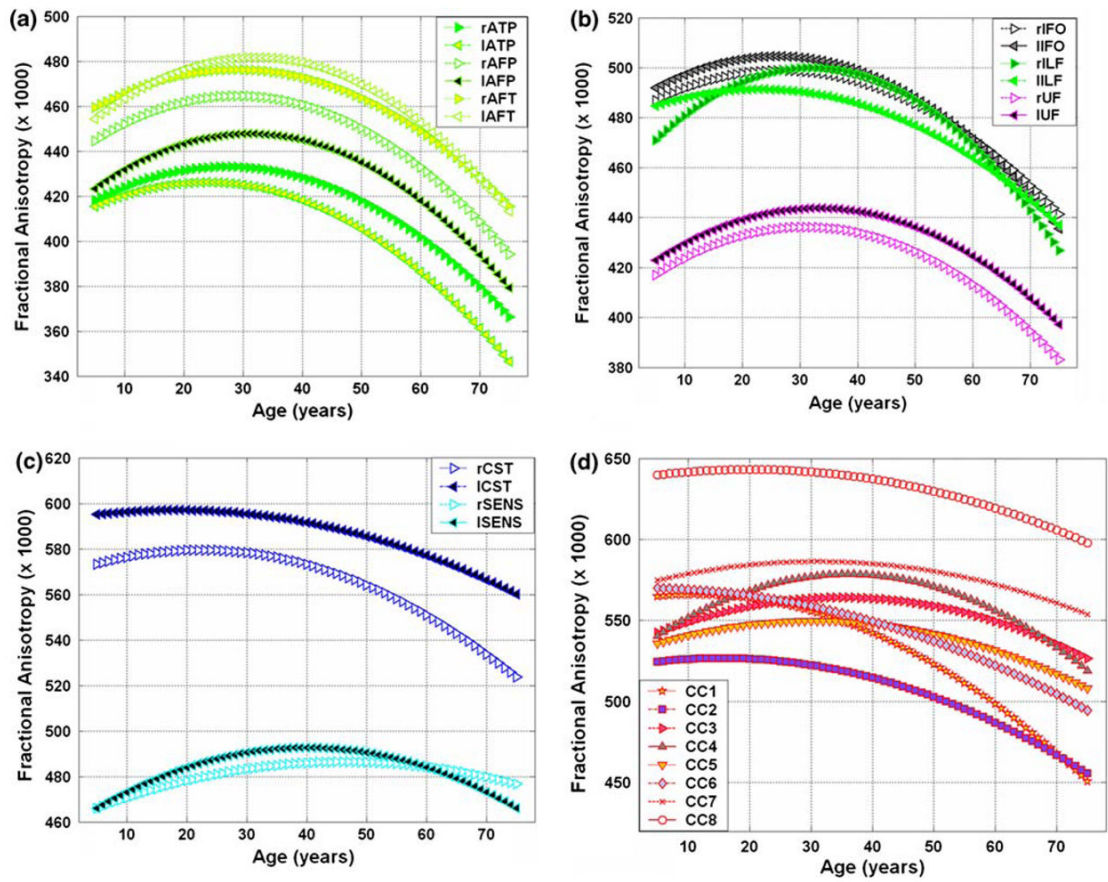 (a)
500
480
460
440
420
400
380
360
340
Fractional Anisotropy (x 1000)
10 20 30 40 50 60 70
Age (years)
rATP
lATP
rAFP
lAFP
rAFT
lAFT
(b)
520
500
480
460
440
420
400
380
Fractional Anisotropy (x 1000)
10 20 30 40 50 60 70
Age (years)
rIFO
lIFO
rILF
lILF
rUF
lUF
(c)
620
600
580
560
540
520
500
480
460
Fractional Anisotropy (x 1000)
10 20 30 40 50 60 70
Age (years)
rCST
lCST
rSENS
lSENS
(d)
650
600
550
500
450
Fractional Anisotropy (x 1000)
10 20 30 40 50 60 70
Age (years)
CC1
CC2
CC3
CC4
CC5
CC6
CC7
CC8